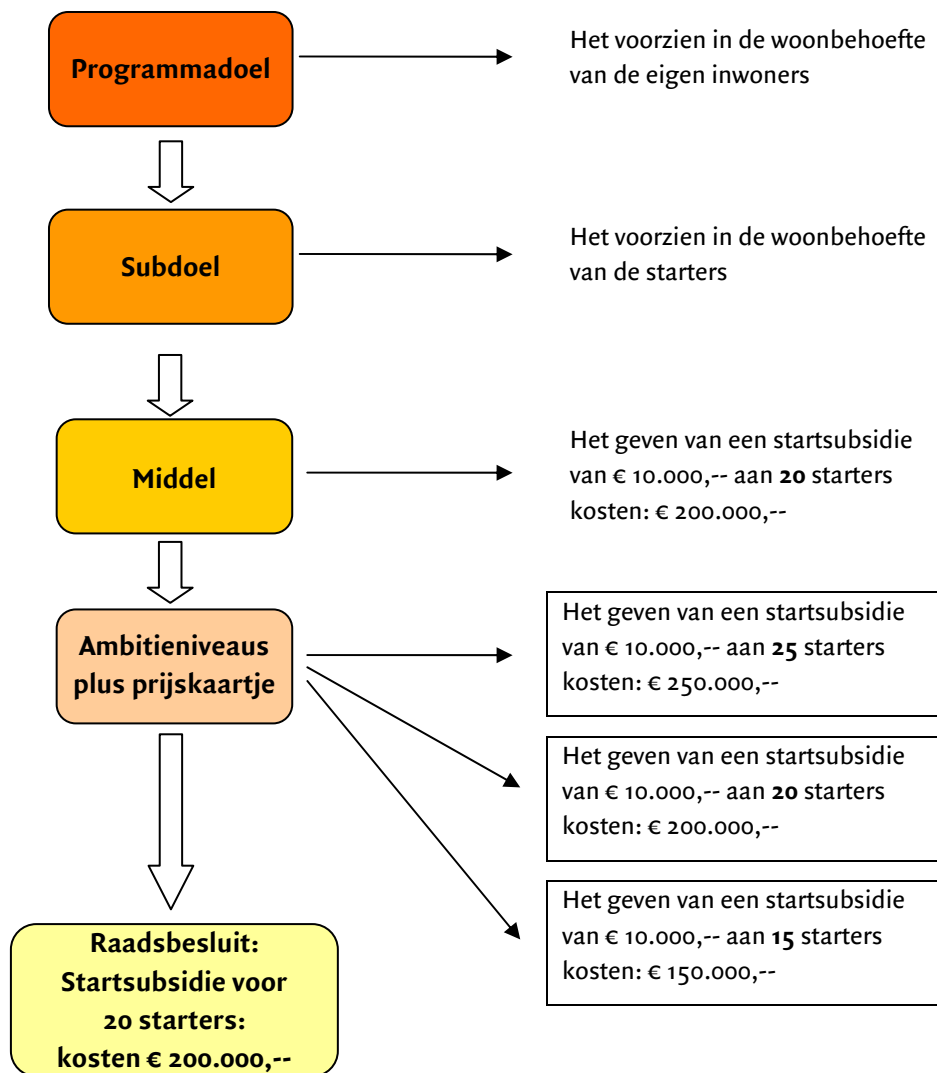 Programmadoel
Het voorzien in de woonbehoefte
van de eigen inwoners
Subdoel
Het voorzien in de woonbehoefte
van de starters
Middel
Het geven van een startsubsidie
van € 10.000,-- aan 20 starters
kosten: € 200.000,--
Ambitieniveaus
plus prijskaartje
Het geven van een startsubsidie
van € 10.000,-- aan 25 starters
kosten: € 250.000,--
Het geven van een startsubsidie
van € 10.000,-- aan 20 starters
kosten: € 200.000,--
Het geven van een startsubsidie
van € 10.000,-- aan 15 starters
kosten: € 150.000,--
Raadsbesluit:
Startsubsidie voor
20 starters:
kosten € 200.000,--